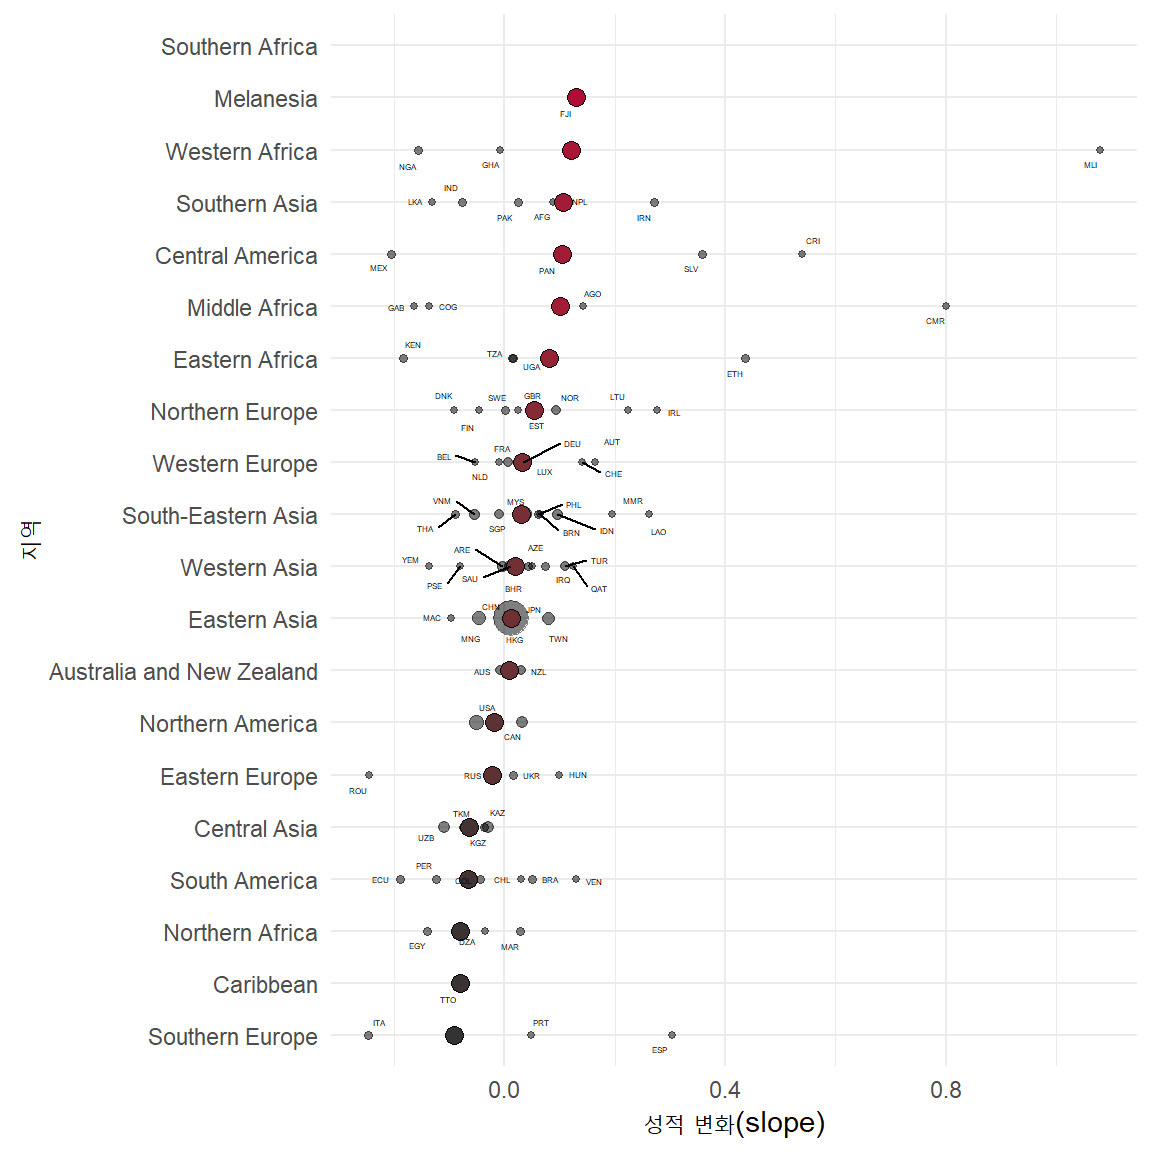 Southern Africa
Melanesia
FJI
Western Africa
NGA GHA MLI
Southern Asia
LKA IND PAK AFG NPL IRN
Central America
MEX PAN SLV CRI
Middle Africa
GAB COG AGO CMR
Eastern Africa
KEN TZA UGA ETH
Northern Europe
DNK FIN SWE GBR EST NOR LTU IRL
Western Europe
BEL NLD FRA LUX DEU AUT CHE
South-Eastern Asia
THA VNM SGP MYS PHL BRN IDN MMR LAO
Western Asia
YEM PSE ARE SAU BHR AZE IRQ TUR QAT
Eastern Asia
MAC MNG CHN HKG JPN TWN
Australia and New Zealand
AUS NZL
Northern America
USA CAN
Eastern Europe
ROU RUS UKR HUN
Central Asia
UZB TKM KGZ KAZ
South America
ECU PER COL CHL BRA VEN
Northern Africa
EGY DZA MAR
Caribbean
TTO
Southern Europe
ITA PRT ESP
지역
0.0 0.4 0.8
성적 변화(slope)